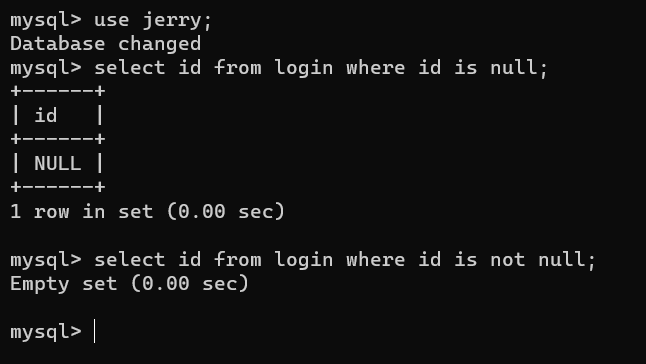 mysql> use jerry;
Database changed
mysql> select id from login where id is null;
+------+
| id   |
+------+
| NULL |
+------+
1 row in set (0.00 sec)

mysql> select id from login where id is not null;
Empty set (0.00 sec)

mysql>